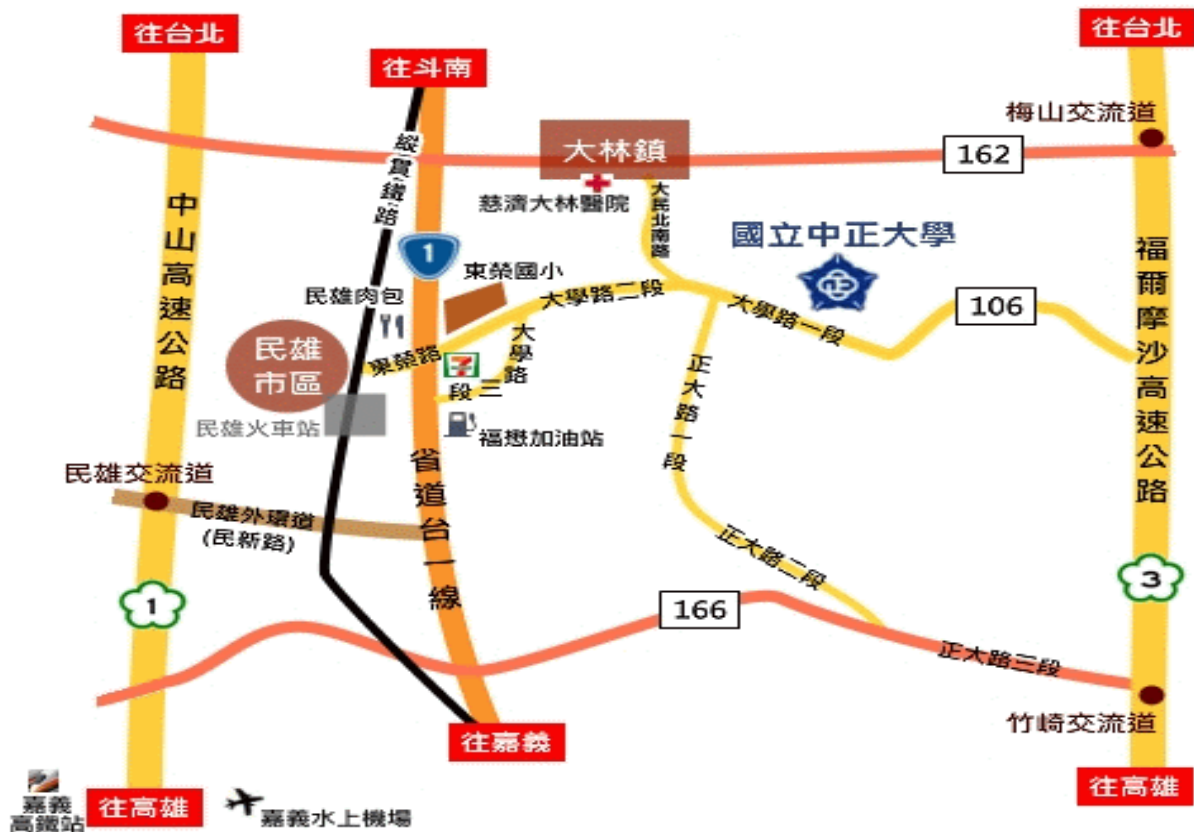 往台北
往台北
往斗南
梅山交流道
大林鎮
162
縱貫鐵路
慈濟大林醫院
大民北南路
中山高速公路
國立中正大學
福爾摩沙高速公路
1
東榮國小
民雄肉包
大學路二段
大學路一段
106
民雄
市區
東榮路
7
大學路
三段
正大路一段
民雄火車站
福懋加油站
省道台一線
民雄交流道
民雄外環道
(民新路)
正大路二段
1
3
166
正大路三段
竹崎交流道
往嘉義
往高雄
嘉義
高鐵站
往高雄
嘉義水上機場